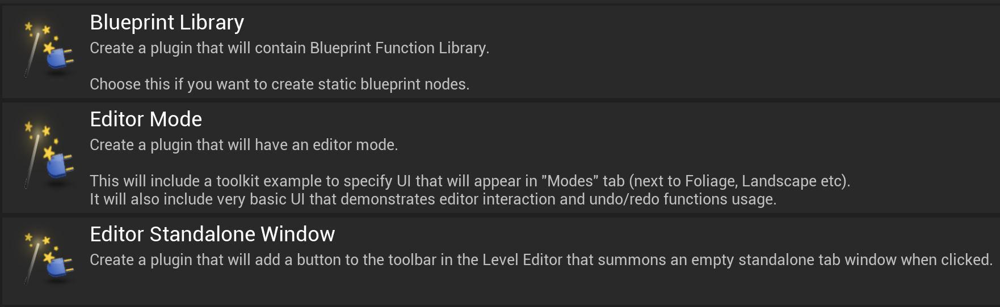 Blueprint Library
Create a plugin that will contain Blueprint Function Library.
Choose this if you want to create static blueprint nodes.
Editor Mode
Create a plugin that will have an editor mode.
This will include a toolkit example to specify UI that will appear in "Modes" tab (next to Foliage, Landscape etc).
It will also include very basic UI that demonstrates editor interaction and undo/redo functions usage.
Editor Standalone Window
Create a plugin that will add a button to the toolbar in the Level Editor that summons an empty standalone tab window when clicked.